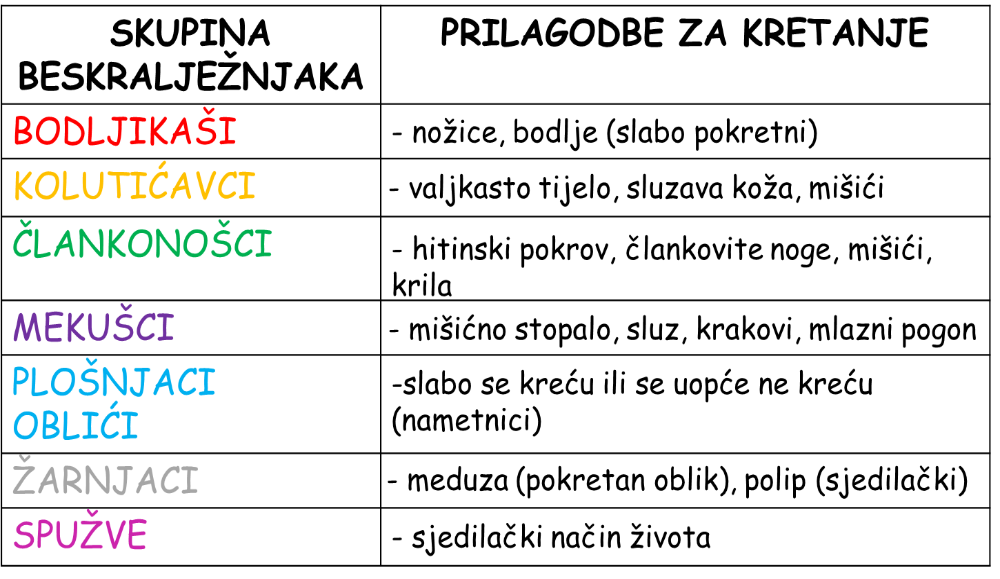 SKUPINA
BESKRALJEŽNJAKA
PRILAGODBE ZA KRETANJE
BODLJIKAŠI
- nožice, bodlje (slabo pokretni)
KOLUTIĆAVCI
- valjkasto tijelo, sluzava koža, mišići
ČLANKONOŠCI
- hitinski pokrov, člankovite noge, mišići,
krila
MEKUŠCI
- mišićno stopalo, sluz, krakovi, mlazni pogon
PLOŠNJACI
OBLIĆI
-slabo se kreću ili se uopće ne kreću
(nametnici)
ŽARNJACI
- meduza (pokretan oblik), polip (sjedilački)
SPUŽVE
- sjedilački način života